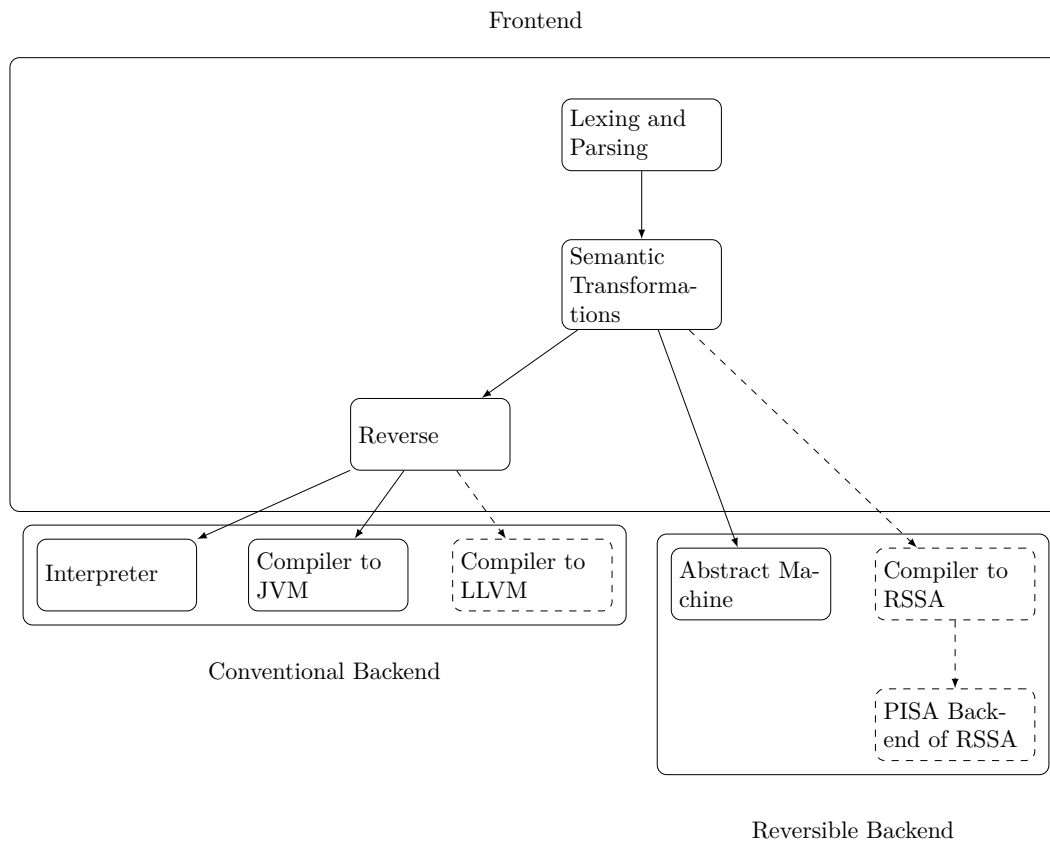 Frontend
Lexing and
Parsing
Semantic
Transforma-
tions
Reverse
Interpreter
Compiler to
JVM
Compiler to
LLVM
Abstract Ma-
chine
Compiler to
RSSA
Conventional Backend
PISA Back-
end of RSSA
Reversible Backend